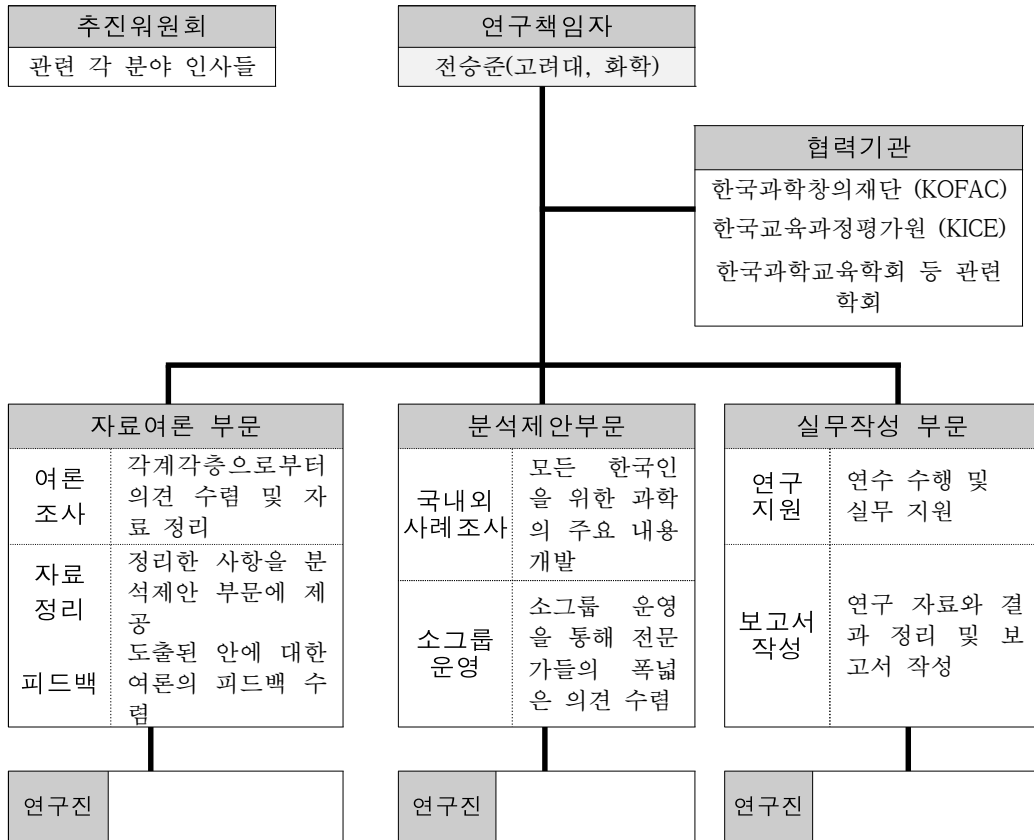 추진위원회
관련 각 분야 인사들
연구책임자
전승준(고려대, 화학)
협력기관
한국과학창의재단 (KOFAC)
한국교육과정평가원 (KICE)
한국과학교육학회 등 관련
학회
자료여론 부문
여론
조사
각계각층으로부터
의견 수렴 및 자
료 정리
자료
정리
정리한 사항을 분
석제안 부문에 제
공
피드백
도출된 안에 대한
여론의 피드백 수
렴
분석제안부문
국내외
사례조사
모든 한국인
을 위한 과학
의 주요 내용
개발
소그룹
운영
소그룹 운영
을 통해 전문
가들의 폭넓
은 의견 수렴
실무작성 부문
연구
지원
연수 수행 및
실무 지원
보고서
작성
연구 자료와 결
과 정리 및 보
고서 작성
연구진
연구진
연구진